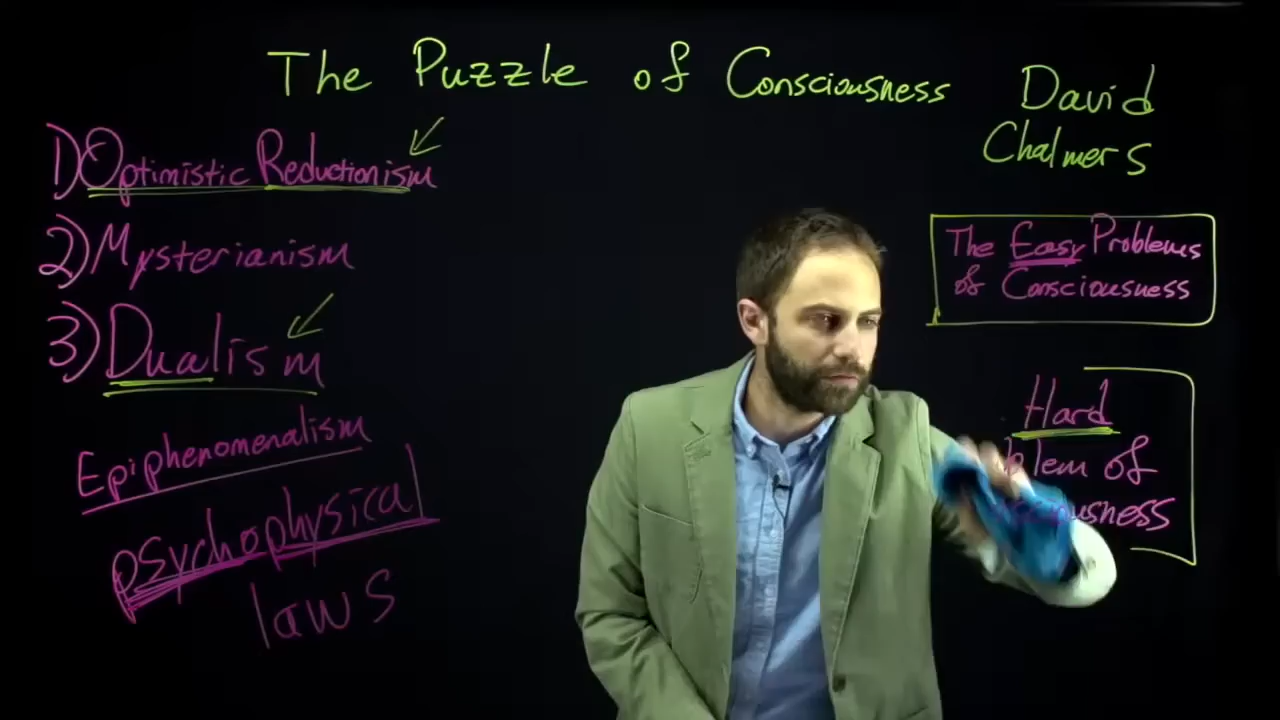 The Puzzle of Consciousness
David
Chalmers
1) Optimistic Reductionism
2) Mysterianism
3) Dualism
Epiphenomenalism
psychophysical
laws
The Easy Problems
of Consciousness
Hard
of